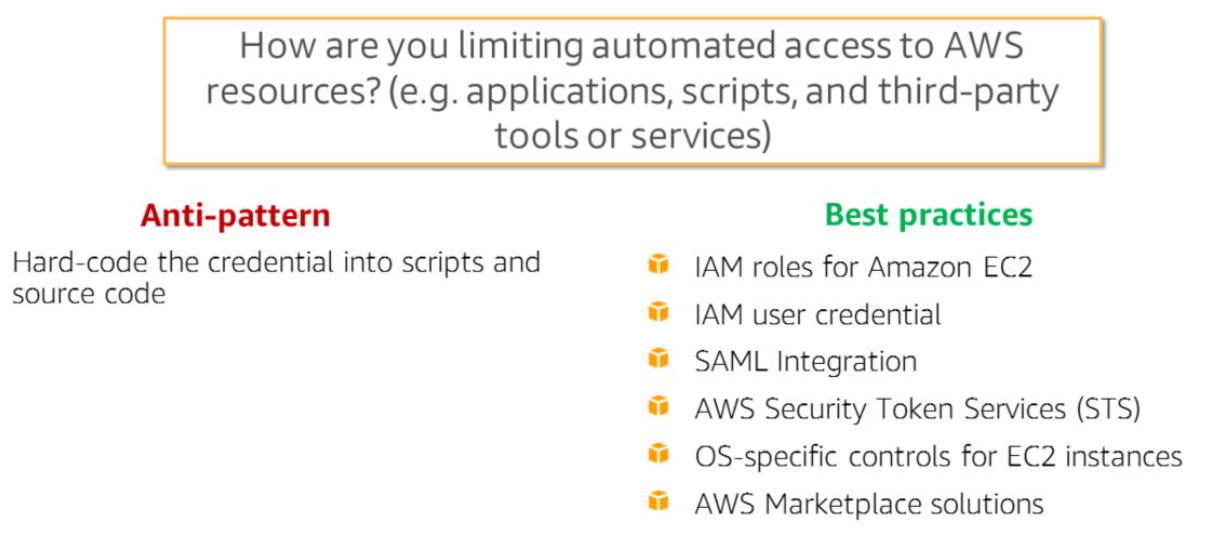 How are you limiting automated access to AWS
resources? (e.g. applications, scripts, and third-party
tools or services)
Anti-pattern
Hard-code the credential into scripts and
source code
Best practices
IAM roles for Amazon EC2
IAM user credential
SAML Integration
AWS Security Token Services (STS)
OS-specific controls for EC2 instances
AWS Marketplace solutions